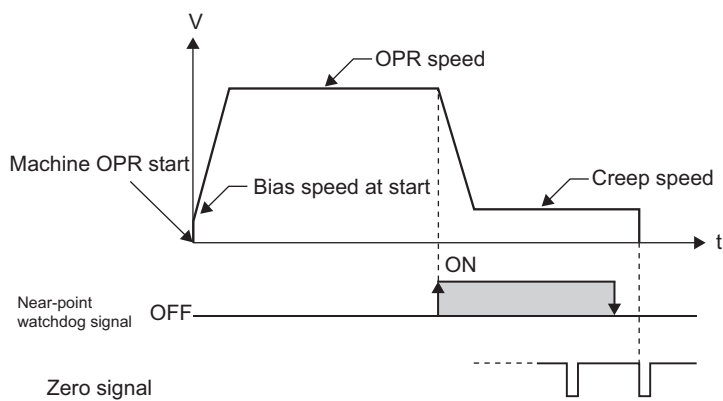 V
OPR speed
Machine OPR start
Bias speed at start
Creep speed
t
ON
Near-point
watchdog signal
OFF
Zero signal